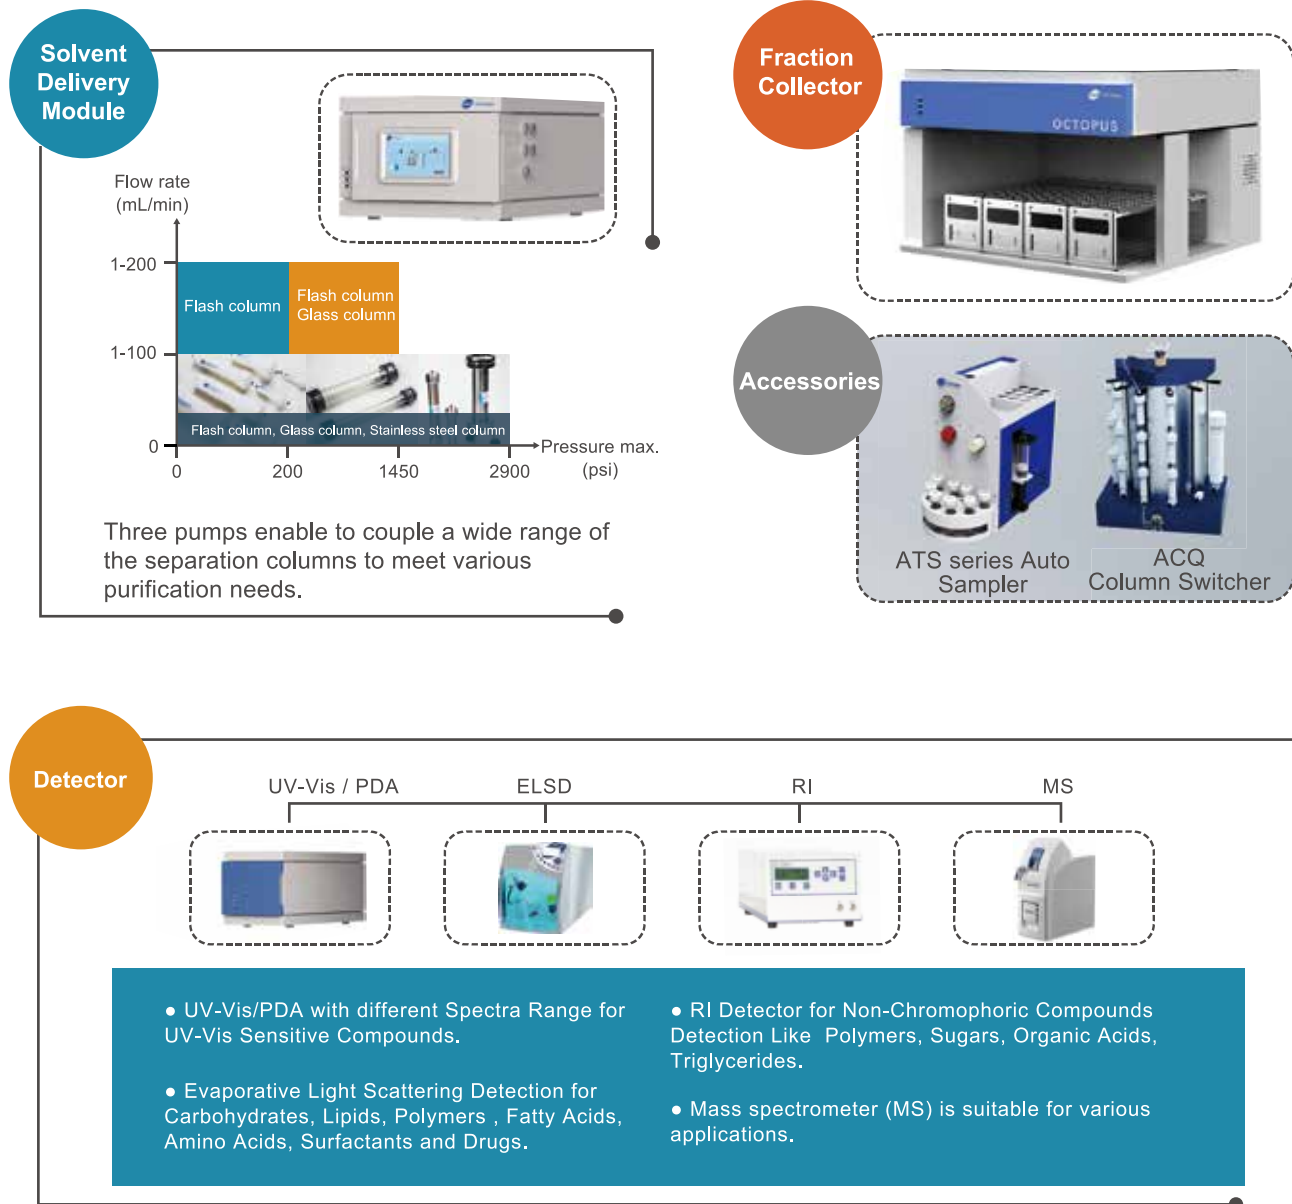 Solvent
Delivery
Module
Flow rate
(mL/min)
1-200
1-100
0
Flash column
Flash column
Glass column
Flash column, Glass column, Stainless steel column
0
200
1450
2900
Pressure max.
(psi)
Three pumps enable to couple a wide range of
the separation columns to meet various
purification needs.
Fraction
Collector
OCTOPUS
Accessories
ATS series Auto
Sampler
ACQ
Column Switcher
Detector
UV-Vis / PDA
ELSD
RI
MS
● UV-Vis/PDA with different Spectra Range for
UV-Vis Sensitive Compounds.
● Evaporative Light Scattering Detection for
Carbohydrates, Lipids, Polymers , Fatty Acids,
Amino Acids, Surfactants and Drugs.
● RI Detector for Non-Chromophoric Compounds
Detection Like  Polymers, Sugars, Organic Acids,
Triglycerides.
● Mass spectrometer (MS) is suitable for various
applications.